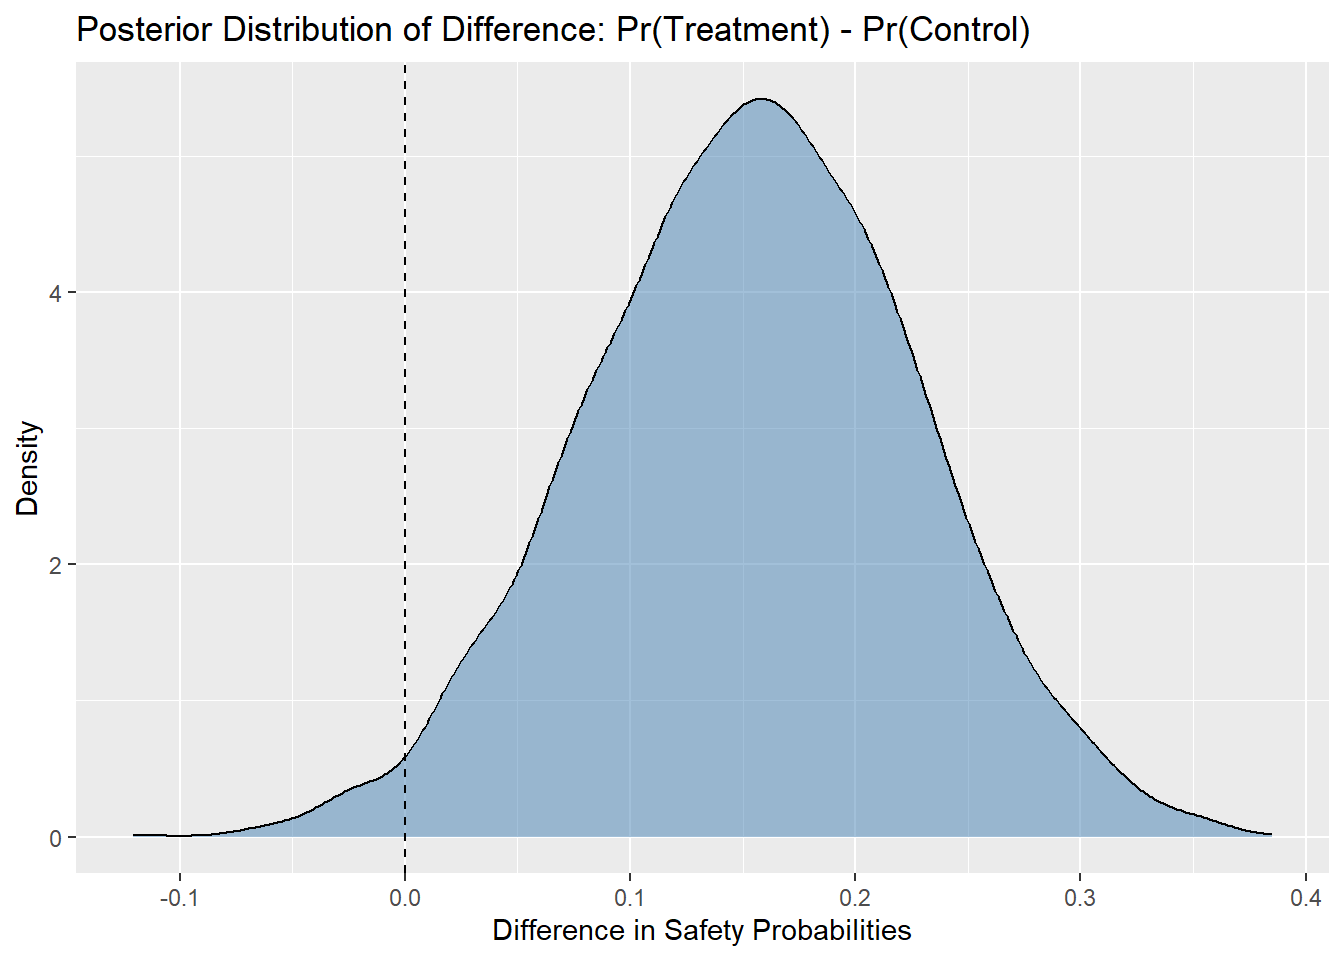 Posterior Distribution of Difference: Pr(Treatment) - Pr(Control)
Density
4
2
0
-0.1 0.0 0.1 0.2 0.3 0.4
Difference in Safety Probabilities